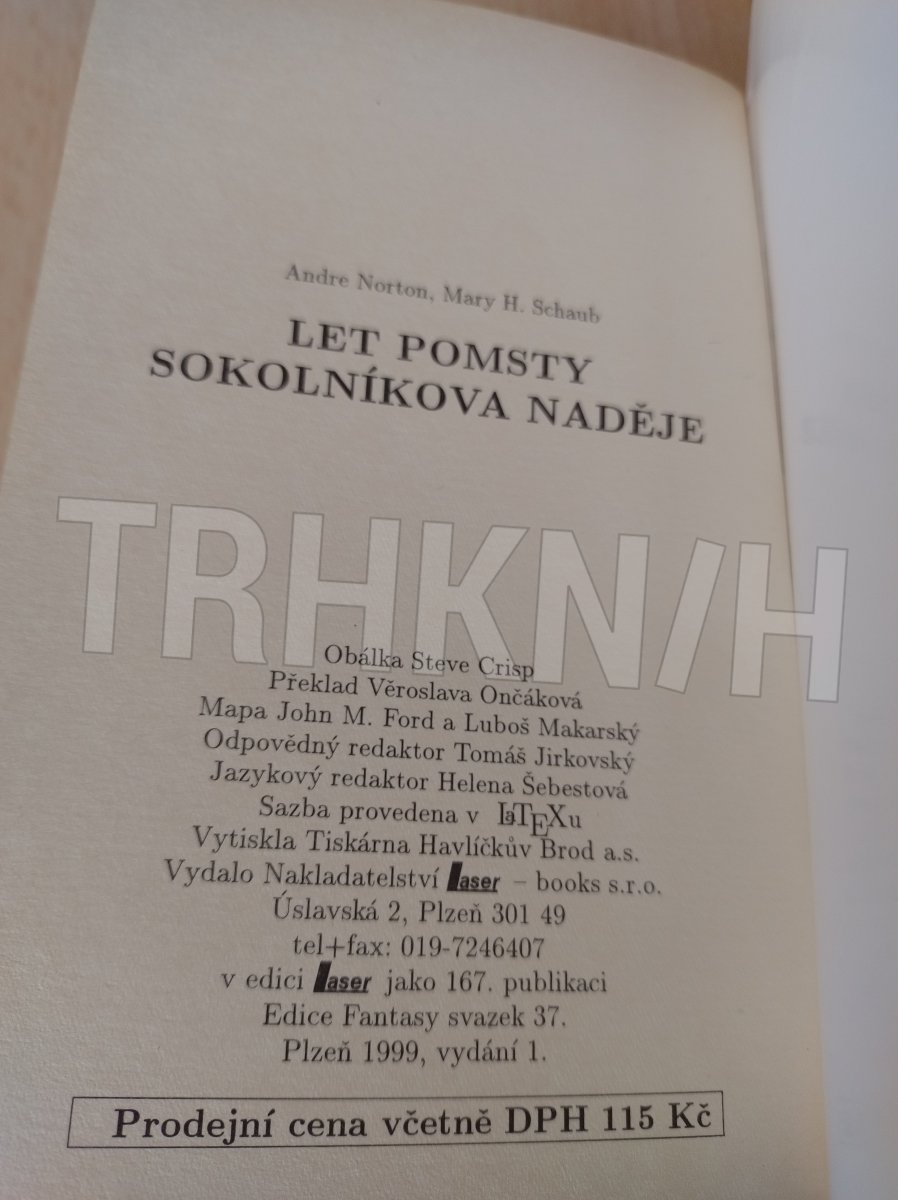 Andre Norton, Mary H. Schaub
LET POMSTY
SOKOLNÍKOVA NADĚJE
TRHKN/H
Obálka Steve Crisp
Překlad Věroslava Ončáková
Mapa John M. Ford a Luboš Makarský
Odpovědný redaktor Tomáš Jirkovský
Jazykový redaktor Helena Šebestová
Sazba provedena v LATEXu
Vytiskla Tiskárna Havlíčkův Brod a.s.
Vydalo Nakladatelství Laser – books s.r.o.
Úslavská 2, Plzeň 301 49
tel+fax: 019-7246407
v edici Laser jako 167. publikaci
Edice Fantasy svazek 37.
Plzeň 1999, vydání 1.
Prodejní cena včetně DPH 115 Kč